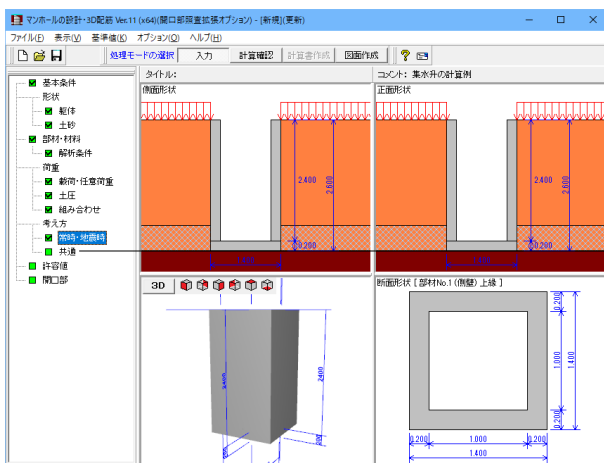 マンホールの設計・3D配筋 Ver.11 (x64)(開口部照査拡張オプション) - [新規](更新)
ファイル(F) 表示(V) 基準値(K) オプション(O) ヘルプ(H)
処理モードの選択 入力 計算確認 計算書作成 図面作成
タイトル:
コメント: 集水升の計算例
基本条件
形状
躯体
土砂
部材・材料
解析条件
荷重
載荷・任意荷重
土圧
組み合わせ
考え方
常時・地震時
共通
許容値
開口部
側面形状
2.400
2.600
0.200
正面形状
2.400
2.600
0.200
1.400
3D
2400
2400
200
断面形状 [ 部材No.1 (側壁) 上縁 ]
0.200
1.000
1.400
0.200
0.200 1.000 0.200
1.400